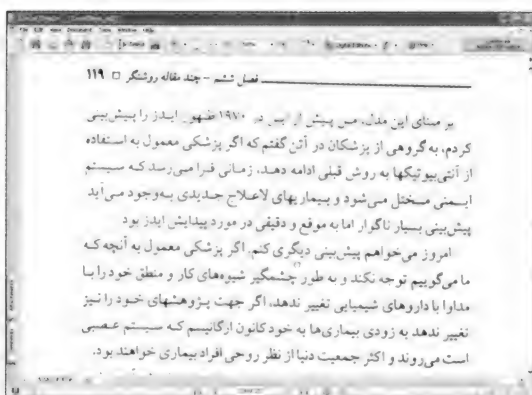 فصل ششم - چند مقاله روشنگر □ ۱۱۹
بر مبنای این مدل، من پیش از این در ۱۹۷۰ ظهور ایدز را پیش‌بینی
کردم، به گروهی از پزشکان در آتن گفتم که اگر پزشکی معمول به استفاده
از آنتی‌بیوتیکها به روش قبلی ادامه دهد، زمانی فرا می‌رسد که سیستم
ایمنی مختل می‌شود و بیماریهای لاعلاج جدیدی به‌وجود می‌آید
پیش‌بینی بسیار ناگوار اما به موقع و دقیقی در مورد پیدایش ایدز بود
امروز می‌خواهم پیش‌بینی دیگری کنم. اگر پزشکی معمول به آنچه که
ما می‌گوییم توجه نکند و به طور چشمگیر شیوه‌های کار و منطق خود را با
مداوا با داروهای شیمیایی تغییر ندهد، اگر جهت پژوهشهای خود را نیز
تغییر ندهد به زودی بیماری‌ها به خود کانون ارگانیسم که سیستم عصبی
است می‌روند و اکثر جمعیت دنیا از نظر روحی افراد بیماری خواهند بود.